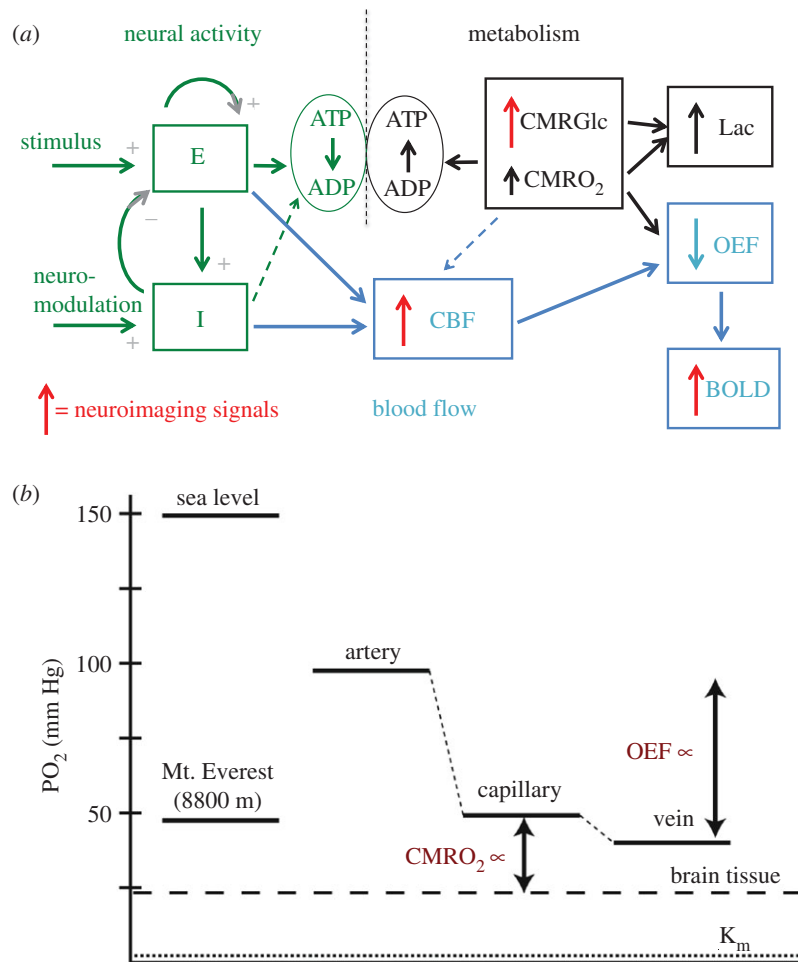 (a)
neural activity
metabolism
+
ATP
ATP
CMRGlc
Lac
stimulus
+
E
ADP
ADP
CMRO₂
−
OEF
neuro-
modulation
+
I
CBF
+
BOLD
= neuroimaging signals
blood flow
(b)
sea level
150
artery
100
PO₂ (mm Hg)
OEF ∝
Mt. Everest
(8800 m)
capillary
50
vein
CMRO₂ ∝
brain tissue
Kₘ